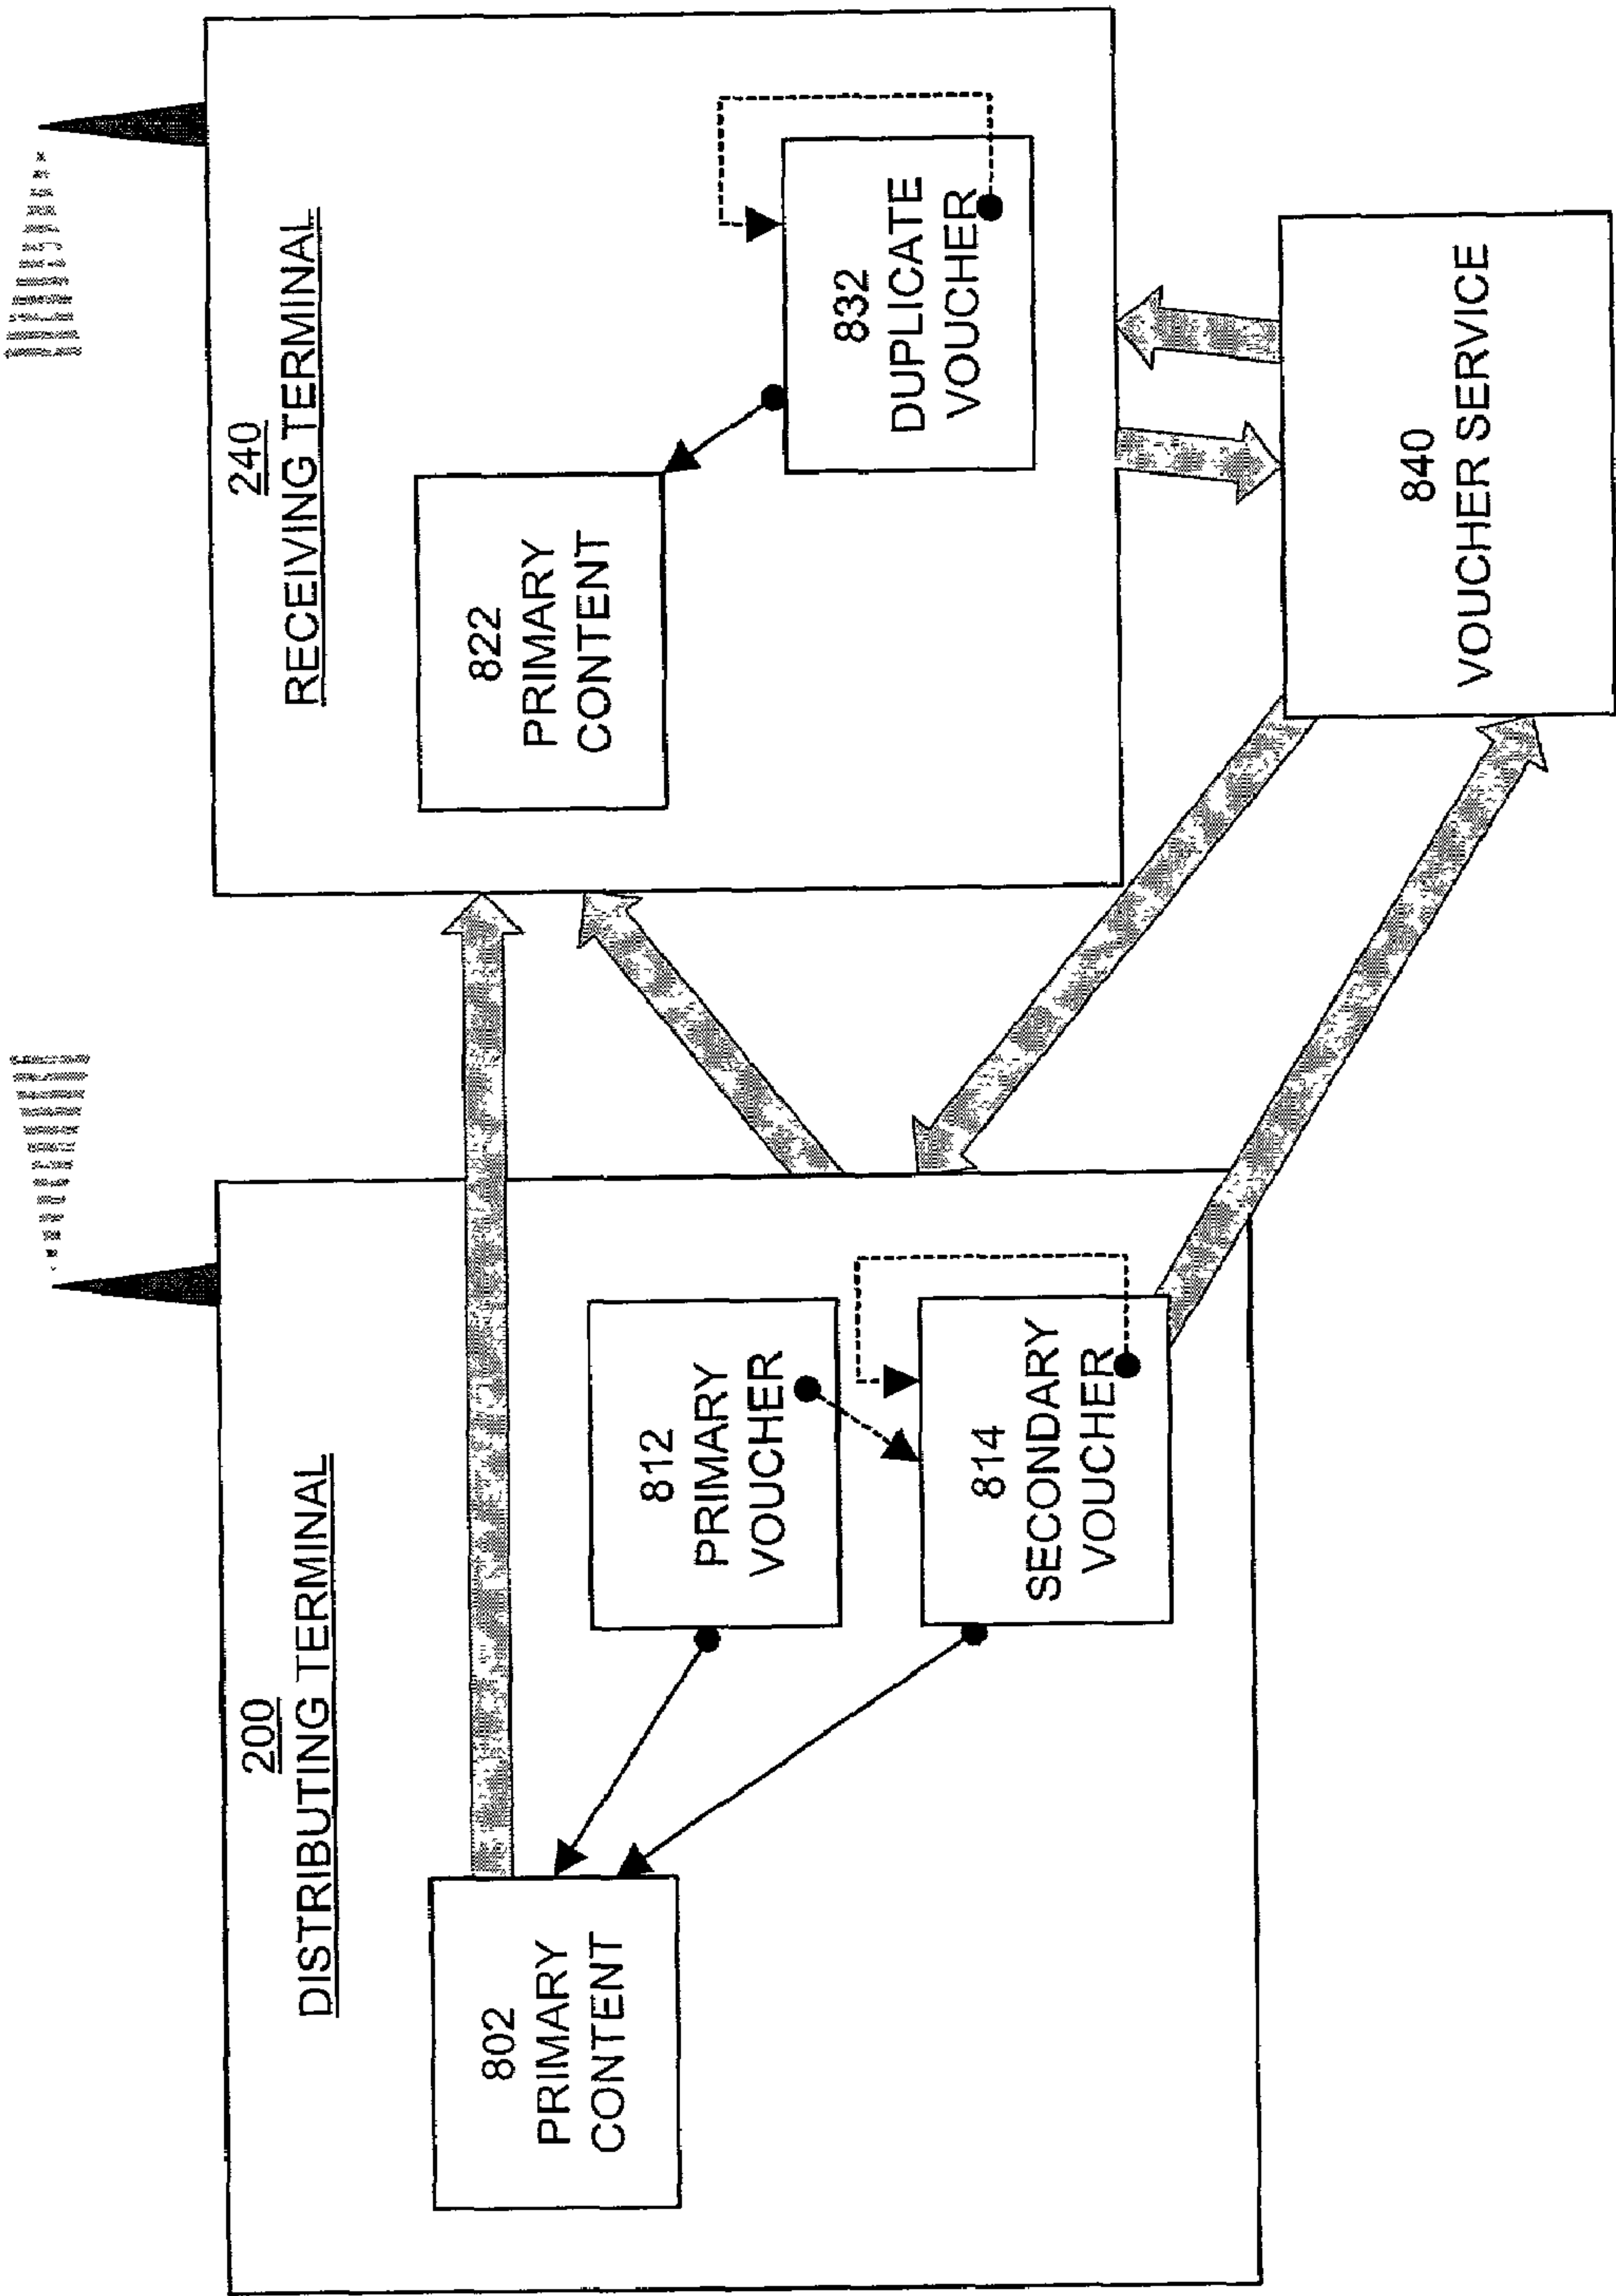 200
DISTRIBUTING TERMINAL
802
PRIMARY
CONTENT
812
PRIMARY
VOUCHER
814
SECONDARY
VOUCHER
240
RECEIVING TERMINAL
822
PRIMARY
CONTENT
832
DUPLICATE
VOUCHER
840
VOUCHER SERVICE